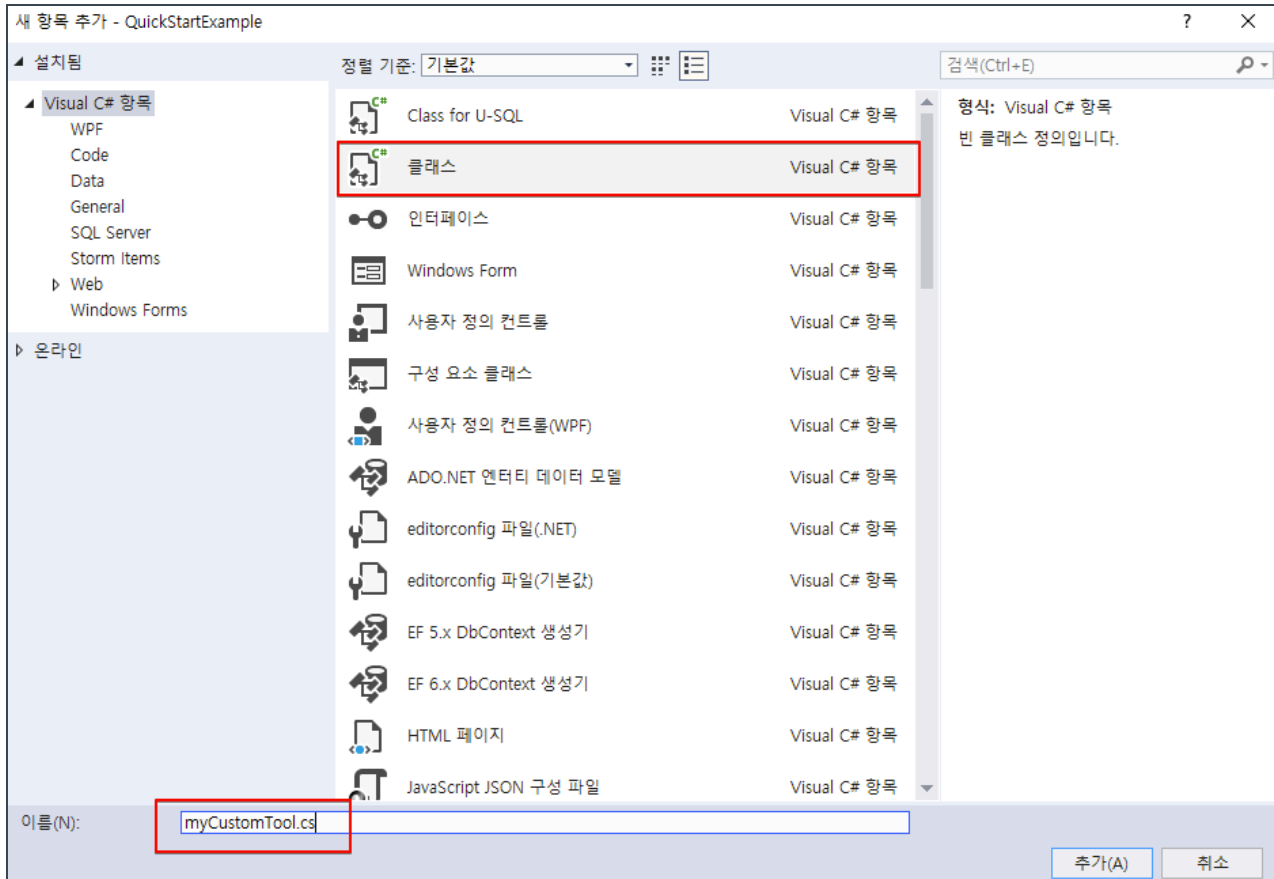 새 항목 추가 - QuickStartExample
? ×
설치됨
Visual C# 항목
WPF
Code
Data
General
SQL Server
Storm Items
Web
Windows Forms
온라인
정렬 기준: 기본값
Class for U-SQL Visual C# 항목
클래스 Visual C# 항목
인터페이스 Visual C# 항목
Windows Form Visual C# 항목
사용자 정의 컨트롤 Visual C# 항목
구성 요소 클래스 Visual C# 항목
사용자 정의 컨트롤(WPF) Visual C# 항목
ADO.NET 엔터티 데이터 모델 Visual C# 항목
editorconfig 파일(.NET) Visual C# 항목
editorconfig 파일(기본값) Visual C# 항목
EF 5.x DbContext 생성기 Visual C# 항목
EF 6.x DbContext 생성기 Visual C# 항목
HTML 페이지 Visual C# 항목
JavaScript JSON 구성 파일 Visual C# 항목
검색(Ctrl+E)
형식: Visual C# 항목
빈 클래스 정의입니다.
이름(N): myCustomTool.cs
추가(A) 취소